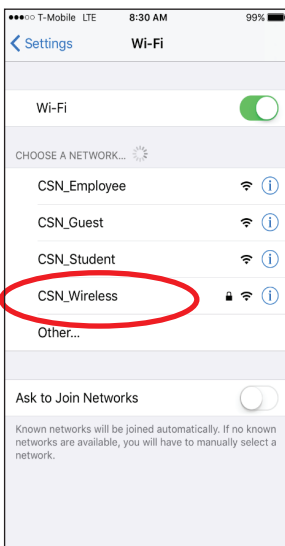 T-Mobile LTE 8:30 AM 99%
Settings Wi-Fi
Wi-Fi
CHOOSE A NETWORK...
CSN_Employee
CSN_Guest
CSN_Student
CSN_Wireless
Other...
Ask to Join Networks
Known networks will be joined automatically. If no known
networks are available, you will have to manually select a
network.